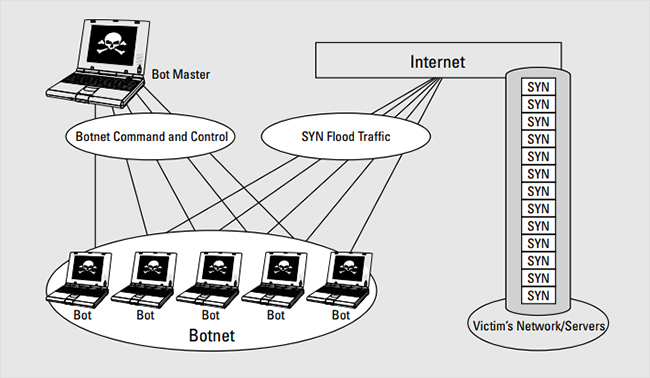 Bot Master
Internet
Botnet Command and Control
SYN Flood Traffic
SYN
SYN
SYN
SYN
SYN
SYN
SYN
SYN
SYN
SYN
SYN
SYN
SYN
Bot
Bot
Bot
Bot
Bot
Botnet
Victim's Network/Servers